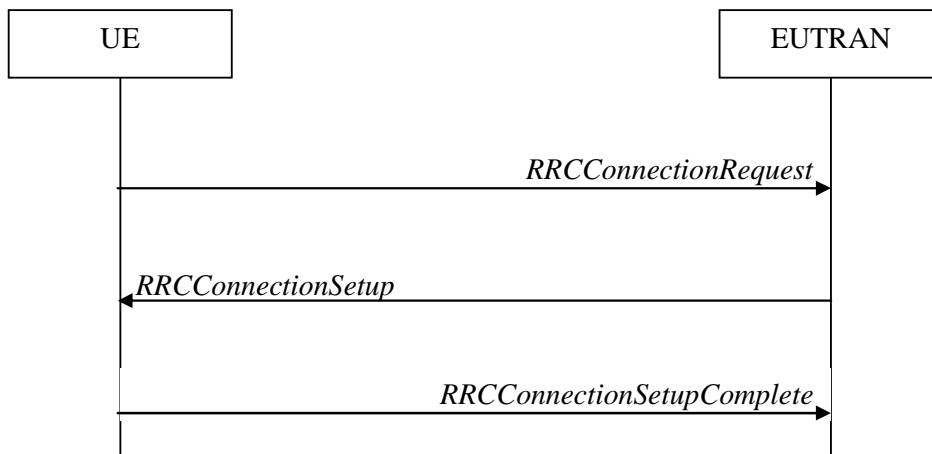 UE
EUTRAN
RRCConnectionRequest
RRCConnectionSetup
RRCConnectionSetupComplete